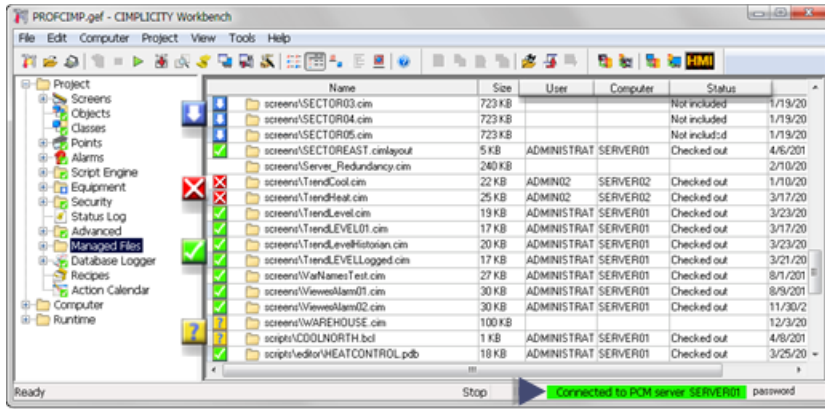 PROFCIMP.gef - CIMPLICITY Workbench
File Edit Computer Project View Tools Help
HMI
Project
Screens
Objects
Classes
Points
Alarms
Script Engine
Equipment
Security
Status Log
Advanced
Managed Files
Database Logger
Recipes
Action Calendar
Computer
Runtime
Name Size User Computer Status
screens\SECTOR03.cim 723 KB Not included 1/19/20
screens\SECTOR04.cim 723 KB Not included 1/19/20
screens\SECTOR05.cim 723 KB Not included 1/19/20
screens\SECTOREAST.cimlayout 5 KB ADMINISTRAT SERVER01 Checked out 4/6/201
screens\Server_Redundancy.cim 240 KB 2/10/20
screens\TrendCool.cim 22 KB ADMIN02 SERVER02 Checked out 1/10/20
screens\TrendHeat.cim 25 KB ADMIN02 SERVER02 Checked out 3/17/20
screens\TrendLevel.cim 19 KB ADMINISTRAT SERVER01 Checked out 3/23/20
screens\TrendLEVEL01.cim 17 KB ADMINISTRAT SERVER01 Checked out 3/17/20
screens\TrendLevelHistorian.cim 20 KB ADMINISTRAT SERVER01 Checked out 3/23/20
screens\TrendLEVELLogged.cim 17 KB ADMINISTRAT SERVER01 Checked out 3/21/20
screens\VarNamesTest.cim 27 KB ADMINISTRAT SERVER01 Checked out 8/1/201
screens\ViewerAlarm01.cim 30 KB ADMINISTRAT SERVER01 Checked out 8/9/201
screens\ViewerAlarm02.cim 30 KB ADMINISTRAT SERVER01 Checked out 11/30/2
screens\WAREHOUSE.cim 100 KB 12/3/20
scripts\COOLNORTH.bcl 1 KB ADMINISTRAT SERVER01 Checked out 4/8/201
scripts\editor\HEATCONTROL.pdb 18 KB ADMINISTRAT SERVER01 Checked out 3/25/20
Ready Stop Connected to PCM server SERVER01 password